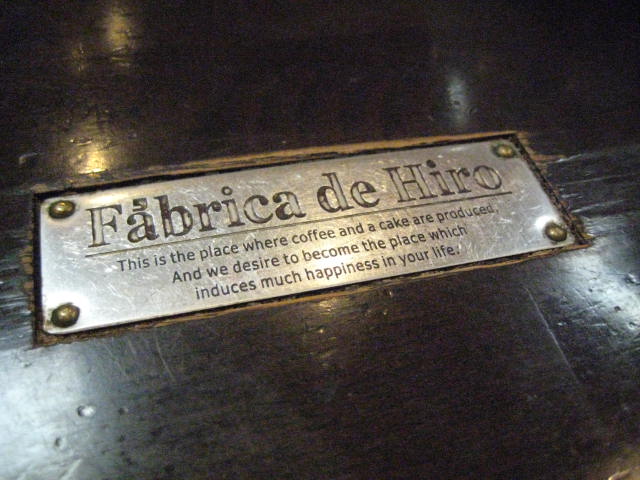 Fábrica de Hiro
This is the place where coffee and a cake are produced,
And we desire to become the place which
induces much happiness in your life.